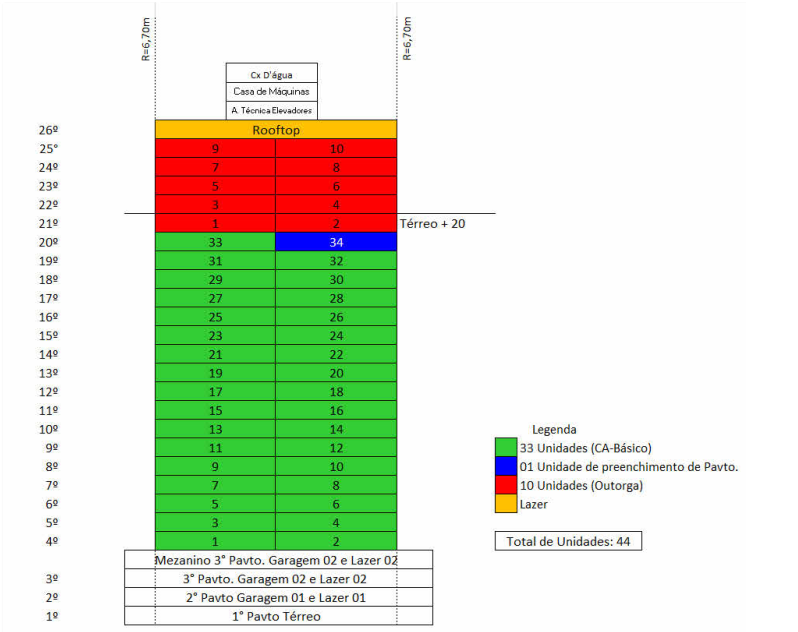 R=6,70m
R=6,70m
Cx D'água
Casa de Máquinas
A. Técnica Elevadores
26º Rooftop
25° 9 10
24º 7 8
23º 5 6
22º 3 4
21º 1 2 Térreo + 20
20º 33 34
19º 31 32
18º 29 30
17º 27 28
16º 25 26
15º 23 24
14º 21 22
13º 19 20
12º 17 18
11º 15 16
10º 13 14
9º 11 12
8º 9 10
7º 7 8
6º 5 6
5º 3 4
4º 1 2
Mezanino 3° Pavto. Garagem 02 e Lazer 02
3º 3° Pavto. Garagem 02 e Lazer 02
2º 2° Pavto Garagem 01 e Lazer 01
1º 1° Pavto Térreo
Legenda
33 Unidades (CA-Básico)
01 Unidade de preenchimento de Pavto.
10 Unidades (Outorga)
Lazer
Total de Unidades: 44